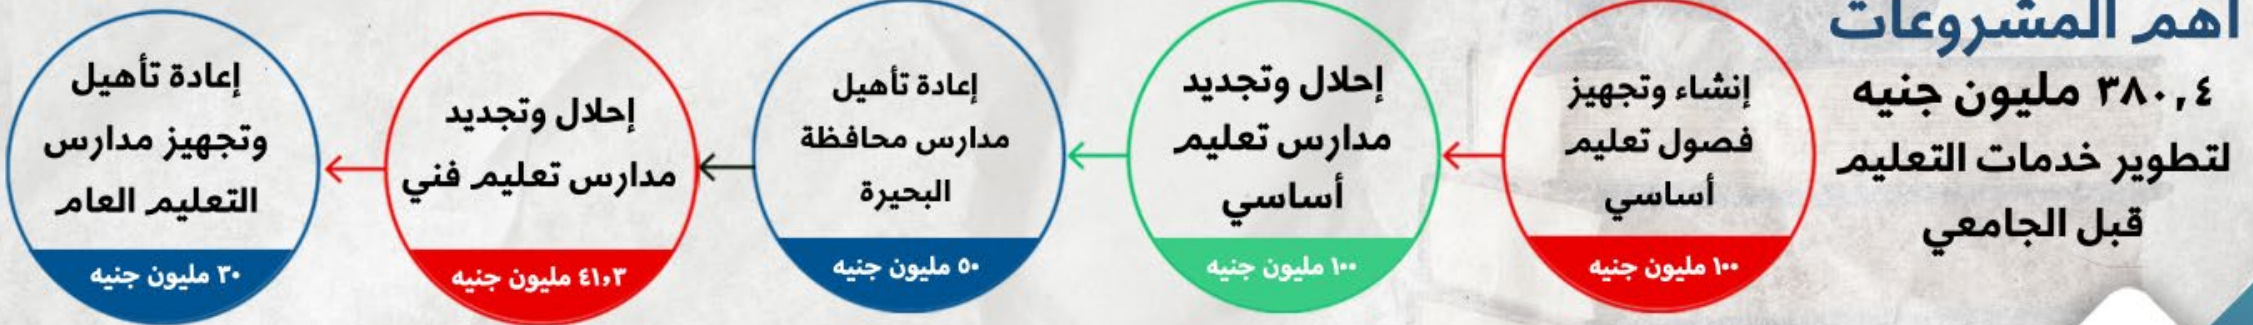 أهم المشروعات
٣٨٠,٤ مليون جنيه
لتطوير خدمات التعليم
قبل الجامعي
إنشاء وتجهيز
فصول تعليم
أساسي
١٠٠ مليون جنيه
إحلال وتجديد
مدارس تعليم
أساسي
١٠٠ مليون جنيه
إعادة تأهيل
مدارس محافظة
البحيرة
٥٠ مليون جنيه
إحلال وتجديد
مدارس تعليم فني
٤١,٣ مليون جنيه
إعادة تأهيل
وتجهيز مدارس
التعليم العام
٣٠ مليون جنيه